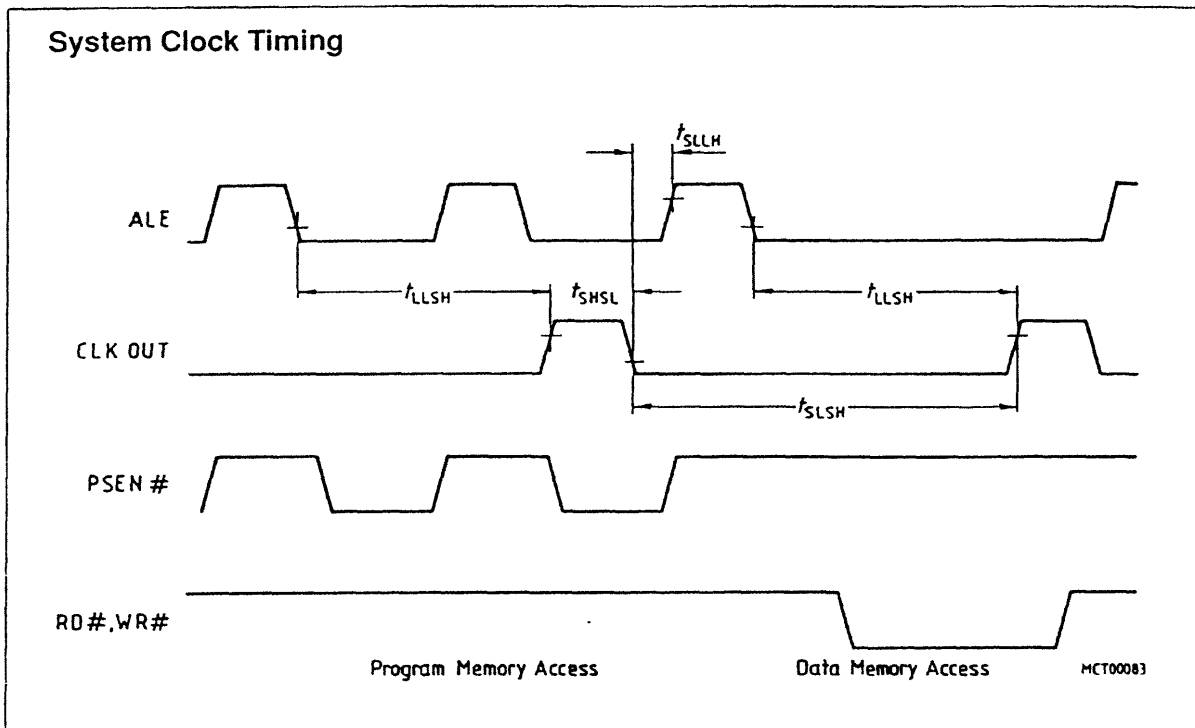 System Clock Timing
tSLLH
ALE
tLLSH
tSHSL
tLLSH
CLK OUT
tSLSH
PSEN #
RD#,WR#
Program Memory Access
Data Memory Access
MCT00083